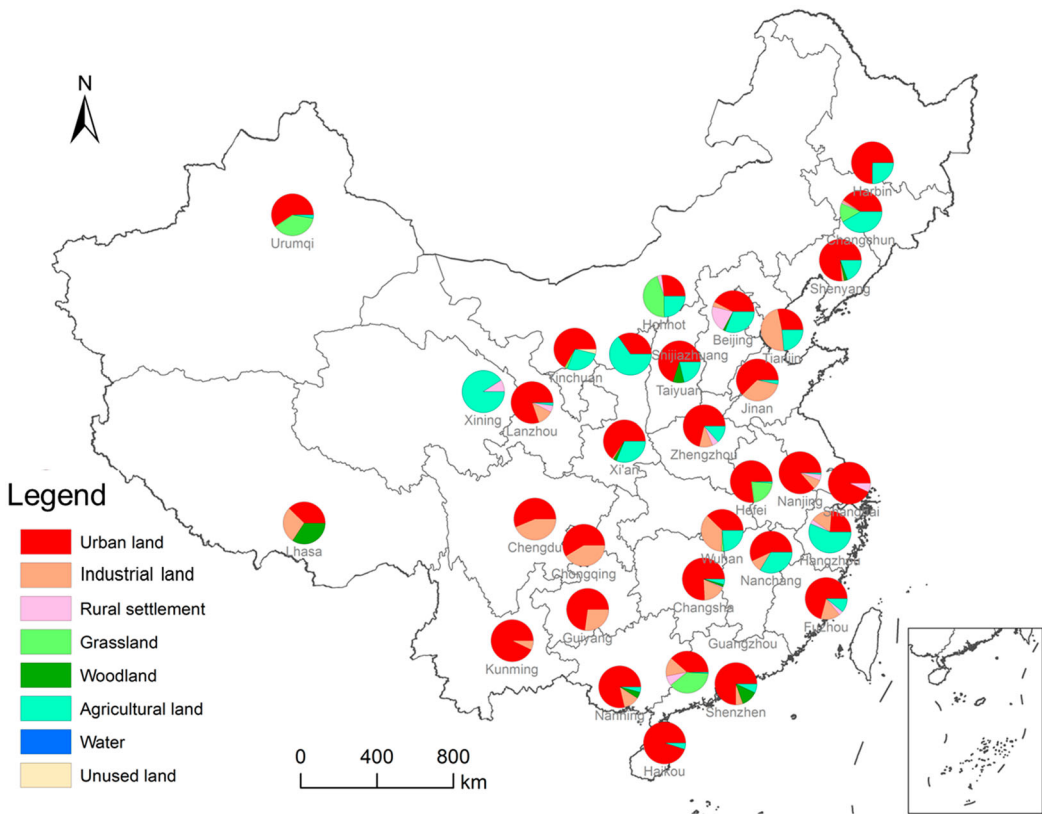 N
Harbin
Changshun
Urumqi
Shenyang
Hohhot
Beijing
Tianjin
Shijiazhuang
Yinchuan
Taiyuan
Jinan
Xining
Lanzhou
Zhengzhou
Xi'an
Hefei
Nanjing
Shanghai
Legend
Urban land
Industrial land
Rural settlement
Grassland
Woodland
Agricultural land
Water
Unused land
Lhasa
Chengdu
Chongqing
Wuhan
Hangzhou
Nanchang
Changsha
Fuzhou
Guiyang
Guangzhou
Kunming
Nanning
Shenzhen
Haikou
0 400 800
km